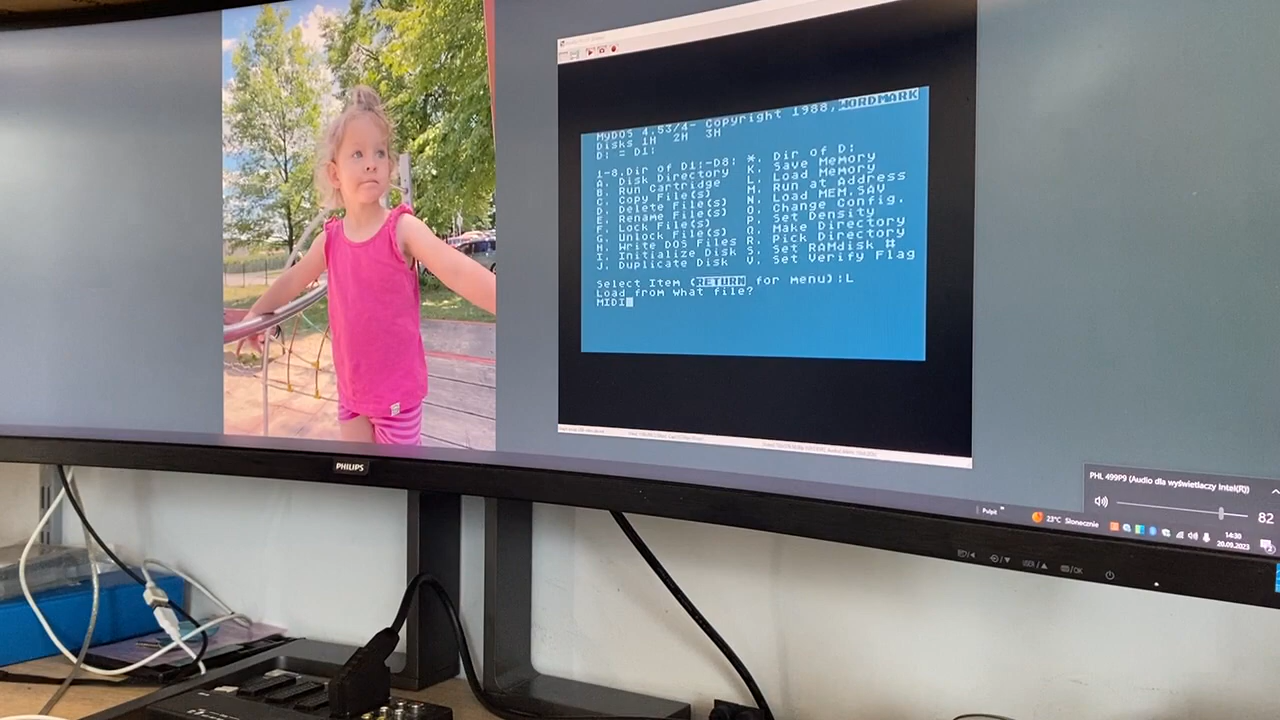 MyDOS 4.53/4- Copyright 1988, WORDMARK
Disks 1H 2H 3H
D: = D1:
1-8.Dir of D1:-D8: *. Dir of D:
A. Disk Directory K. Save Memory
B. Run Cartridge L. Load Memory
C. Copy File(s) M. Run at Address
D. Delete File(s) N. Load MEM.SAV
E. Rename File(s) O. Change Config.
F. Lock File(s) P. Set Density
G. Unlock File(s) Q. Make Directory
H. Write DOS Files R. Pick Directory
I. Initialize Disk S. Set RAMdisk #
J. Duplicate Disk V. Set Verify Flag
Select Item (RETURN for menu):L
Load from what file?
MIDI
PHILIPS
PHL 499P9 (Audio dla wyświetlaczy Intel(R))
82
Pulpit
23°C Słonecznie
14:30
20.09.2023
USER
OK